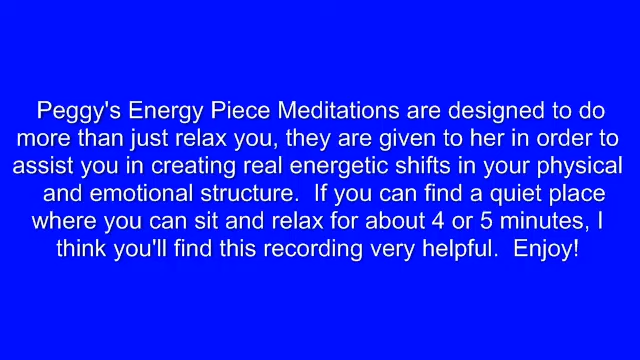 Peggy's Energy Piece Meditations are designed to do
more than just relax you, they are given to her in order to
assist you in creating real energetic shifts in your physical
and emotional structure.  If you can find a quiet place
where you can sit and relax for about 4 or 5 minutes, I
think you'll find this recording very helpful.  Enjoy!